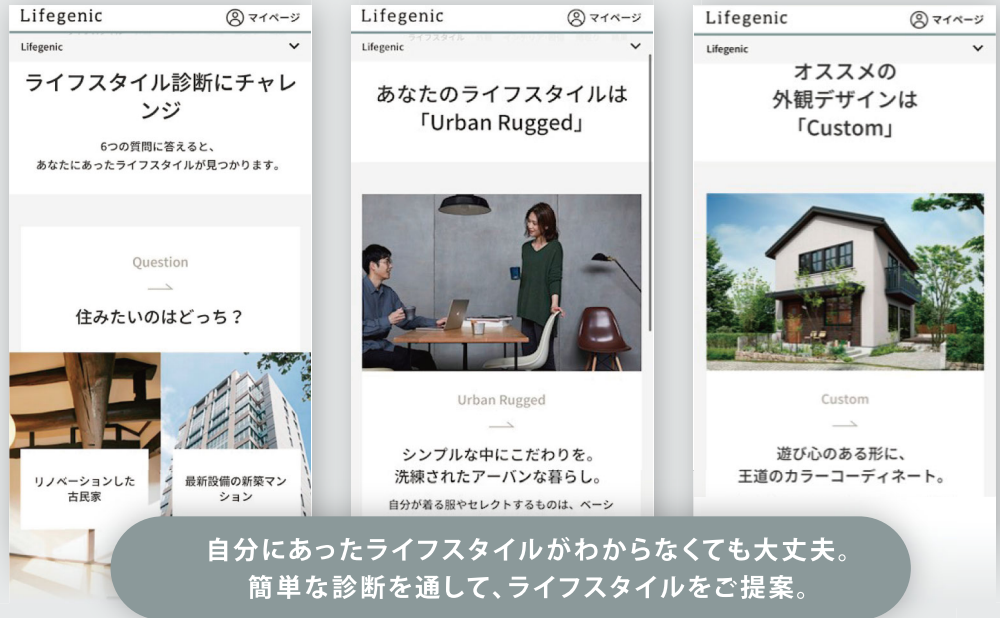 Lifegenic
マイページ
Lifegenic
ライフスタイル診断にチャレ
ンジ
6つの質問に答えると、
あなたにあったライフスタイルが見つかります。
Question
住みたいのはどっち？
リノベーションした
古民家
最新設備の新築マン
ション
Lifegenic
マイページ
Lifegenic
あなたのライフスタイルは
「Urban Rugged」
Urban Rugged
シンプルな中にこだわりを。
洗練されたアーバンな暮らし。
自分が着る服やセレクトするものは、ベーシ
Lifegenic
マイページ
Lifegenic
オススメの
外観デザインは
「Custom」
Custom
遊び心のある形に、
王道のカラーコーディネート。
自分にあったライフスタイルがわからなくても大丈夫。
簡単な診断を通して、ライフスタイルをご提案。